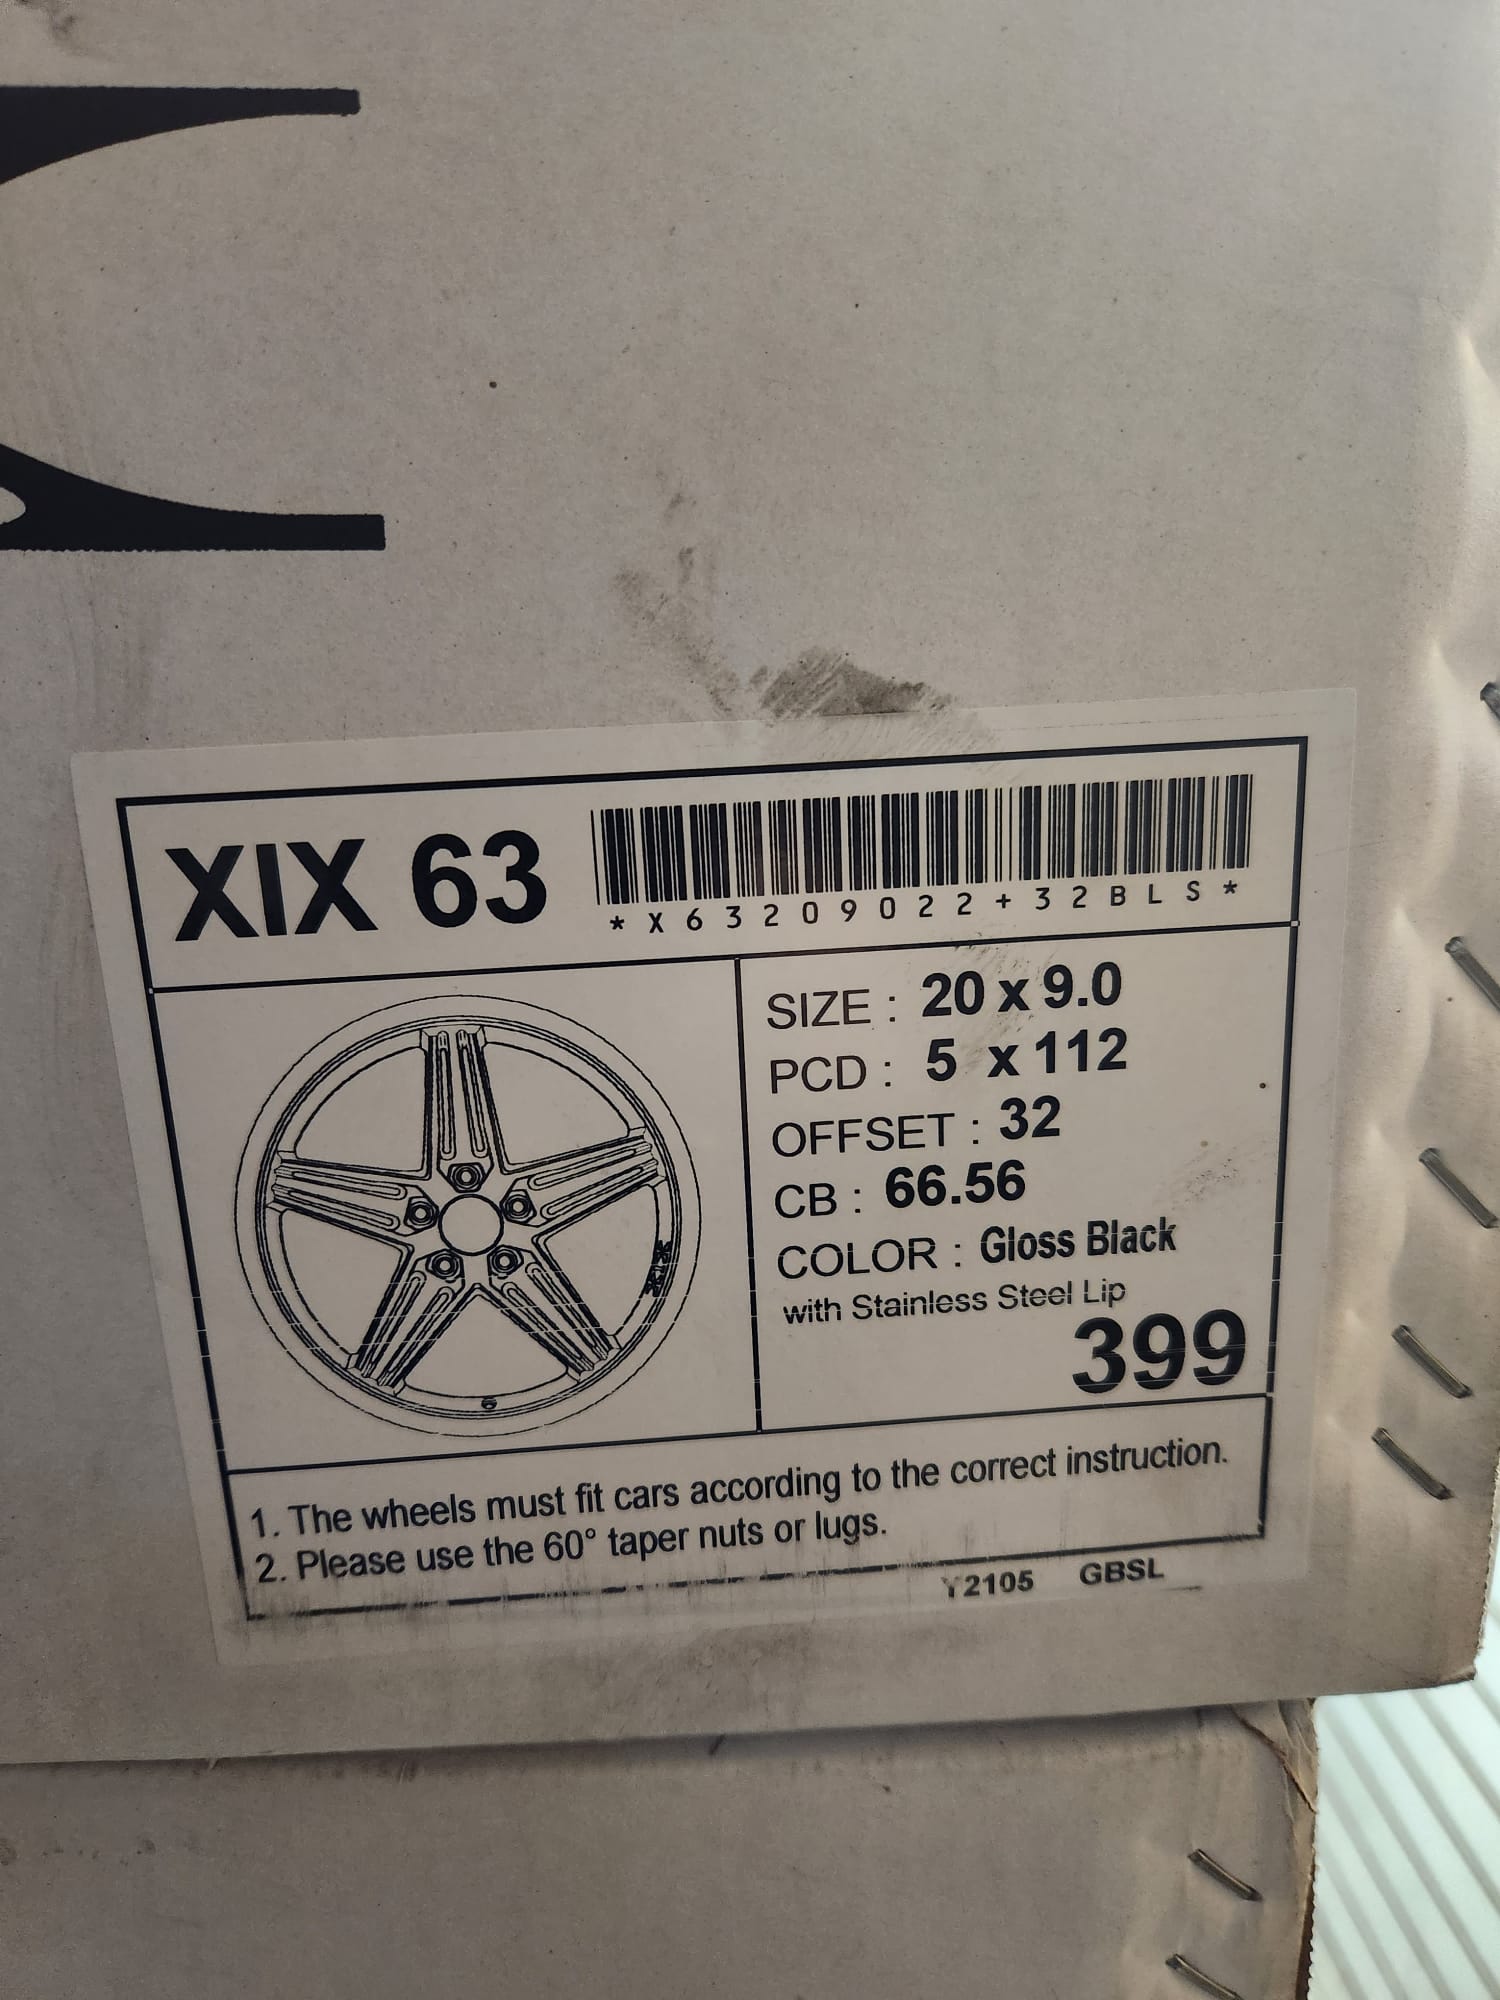 XIX 63
*X63209022+32BLS*
SIZE : 20 x 9.0
PCD : 5 x 112
OFFSET : 32
CB : 66.56
COLOR : Gloss Black
with Stainless Steel Lip
399
XIX
1. The wheels must fit cars according to the correct instruction.
2. Please use the 60° taper nuts or lugs.
Y2105 GBSL